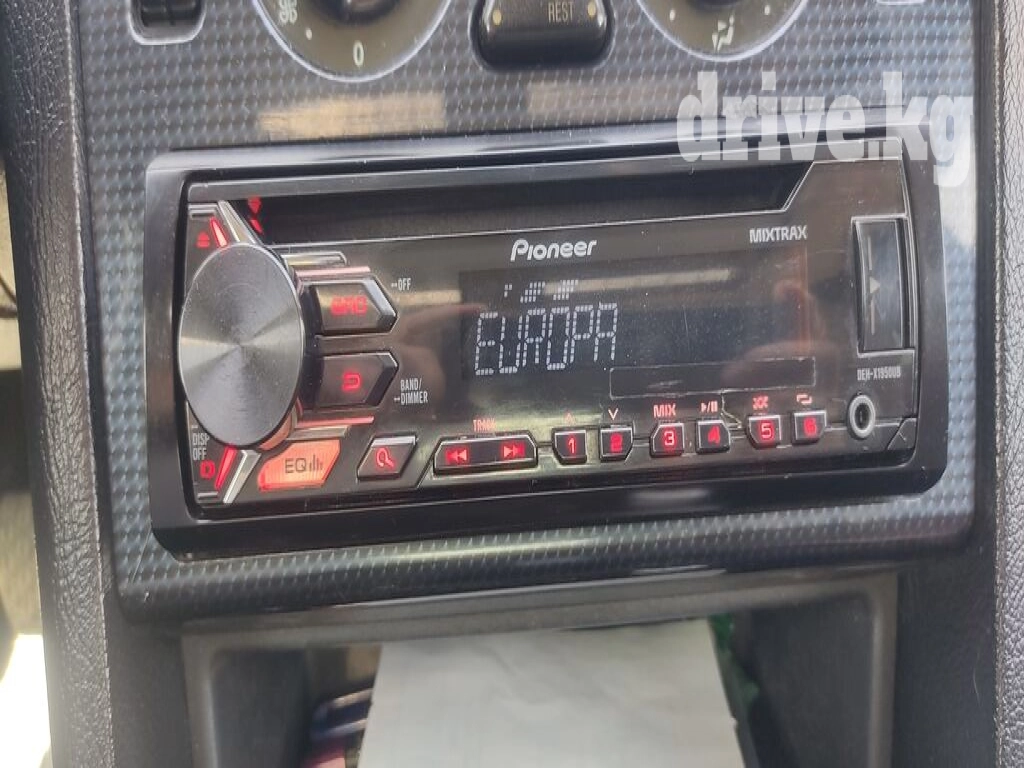 REST
0
drive.kg
Pioneer
MIXTRAX
OFF
SRC
EUROPA
BAND/
DIMMER
DEH-X1950UB
DISP
OFF
EQ
TRACK
MIX
1 2 3 4 5 6